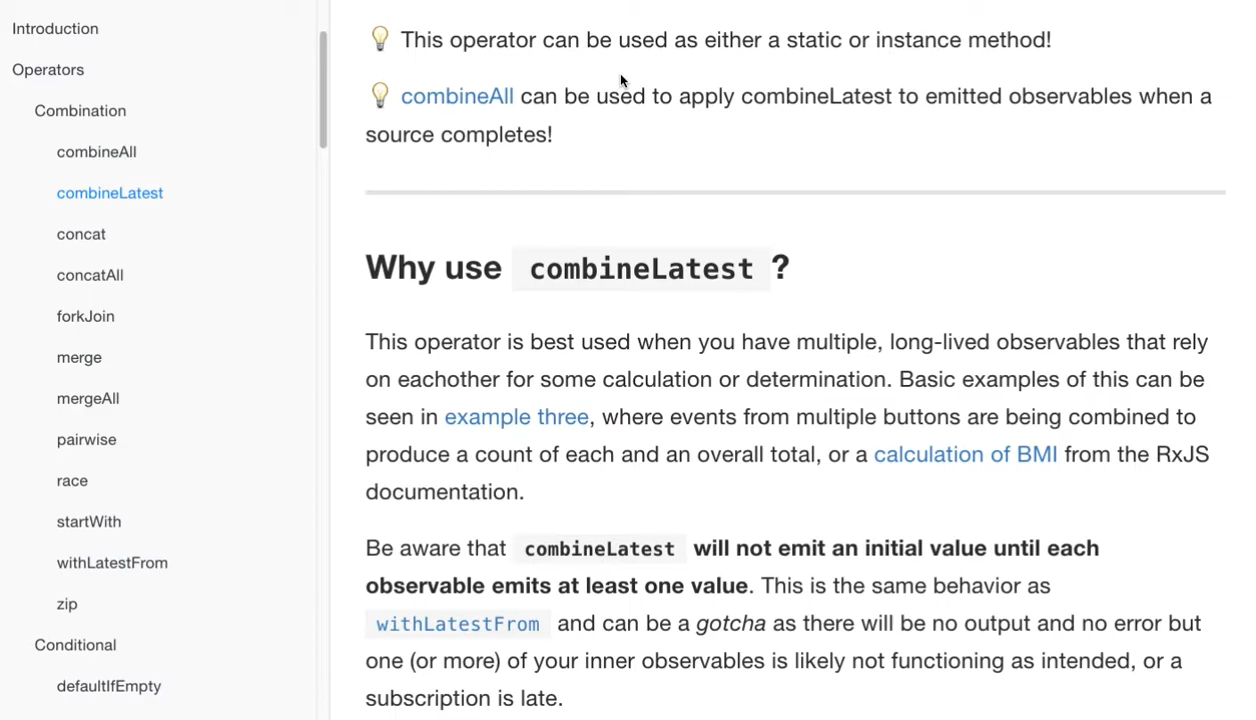 Introduction
Operators
Combination
combineAll
combineLatest
concat
concatAll
forkJoin
merge
mergeAll
pairwise
race
startWith
withLatestFrom
zip
Conditional
defaultIfEmpty
This operator can be used as either a static or instance method!
combineAll can be used to apply combineLatest to emitted observables when a
source completes!
Why use combineLatest ?
This operator is best used when you have multiple, long-lived observables that rely
on eachother for some calculation or determination. Basic examples of this can be
seen in example three, where events from multiple buttons are being combined to
produce a count of each and an overall total, or a calculation of BMI from the RxJS
documentation.
Be aware that combineLatest will not emit an initial value until each
observable emits at least one value. This is the same behavior as
withLatestFrom and can be a gotcha as there will be no output and no error but
one (or more) of your inner observables is likely not functioning as intended, or a
subscription is late.